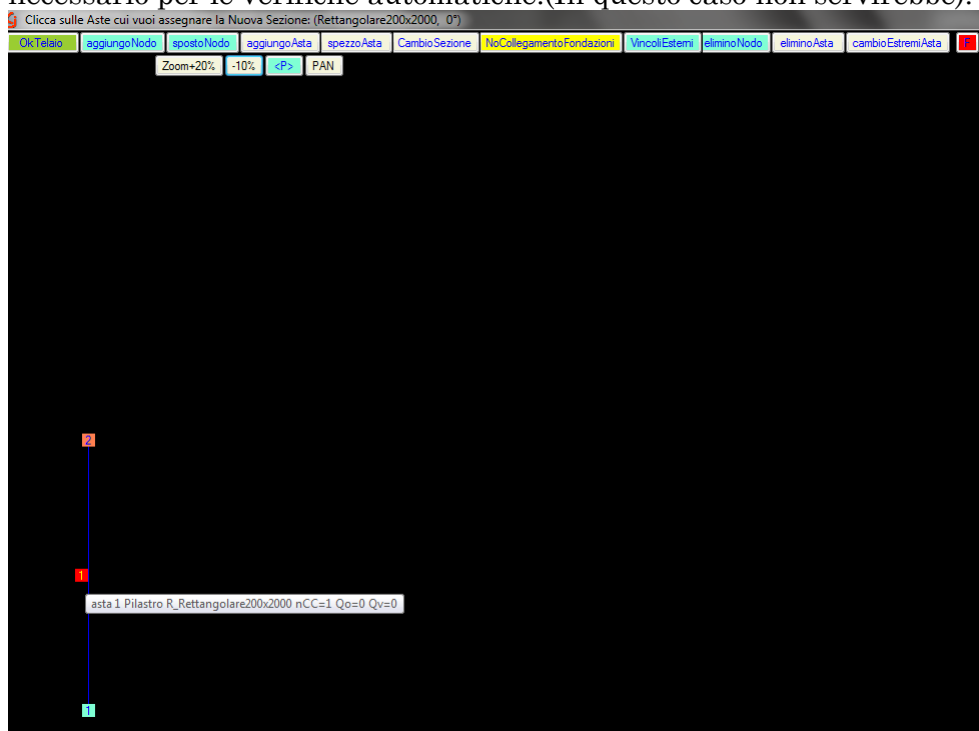 necessario per le verifiche automatiche.(In questo caso non servirebbe).
Clicca sulle Aste cui vuoi assegnare la Nuova Sezione: (Rettangolare200x2000, 0°)
OkTelaio aggiungoNodo spostoNodo aggiungoAsta spezzoAsta CambioSezione NoCollegamentoFondazioni VincoliEsterni eliminoNodo eliminoAsta cambioEstremiAsta F
Zoom+20% -10% <P> PAN
2
1
asta 1 Pilastro R_Rettangolare200x2000 nCC=1 Qo=0 Qv=0
1